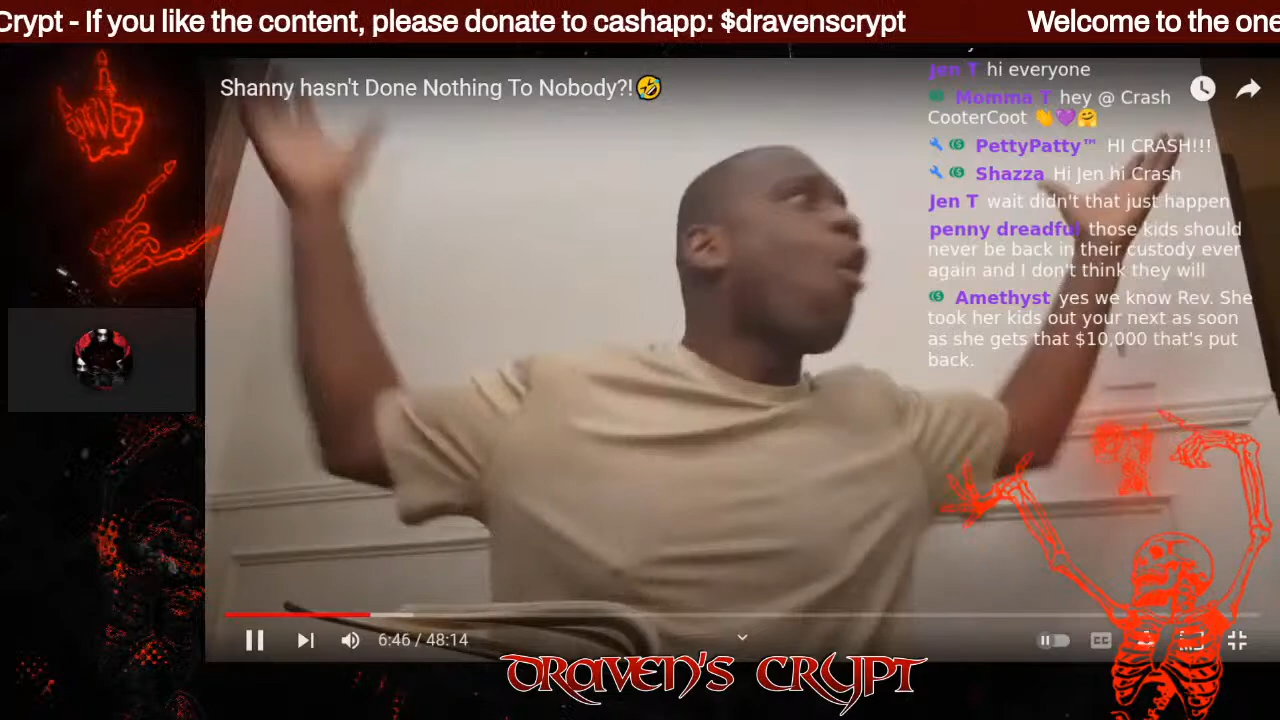 Crypt - If you like the content, please donate to cashapp: $dravenscrypt Welcome to the one
Shanny hasn't Done Nothing To Nobody?!🤣
Jen T hi everyone
Momma T hey @ Crash
CooterCoot 👋💜🤗
PettyPatty™ HI CRASH!!!
Shazza Hi Jen hi Crash
Jen T wait didn't that just happen
penny dreadful those kids should
never be back in their custody ever
again and I don't think they will
Amethyst yes we know Rev. She
took her kids out your next as soon
as she gets that $10,000 that's put
back.
6:46 / 48:14
CC
DRAVEN'S CRYPT